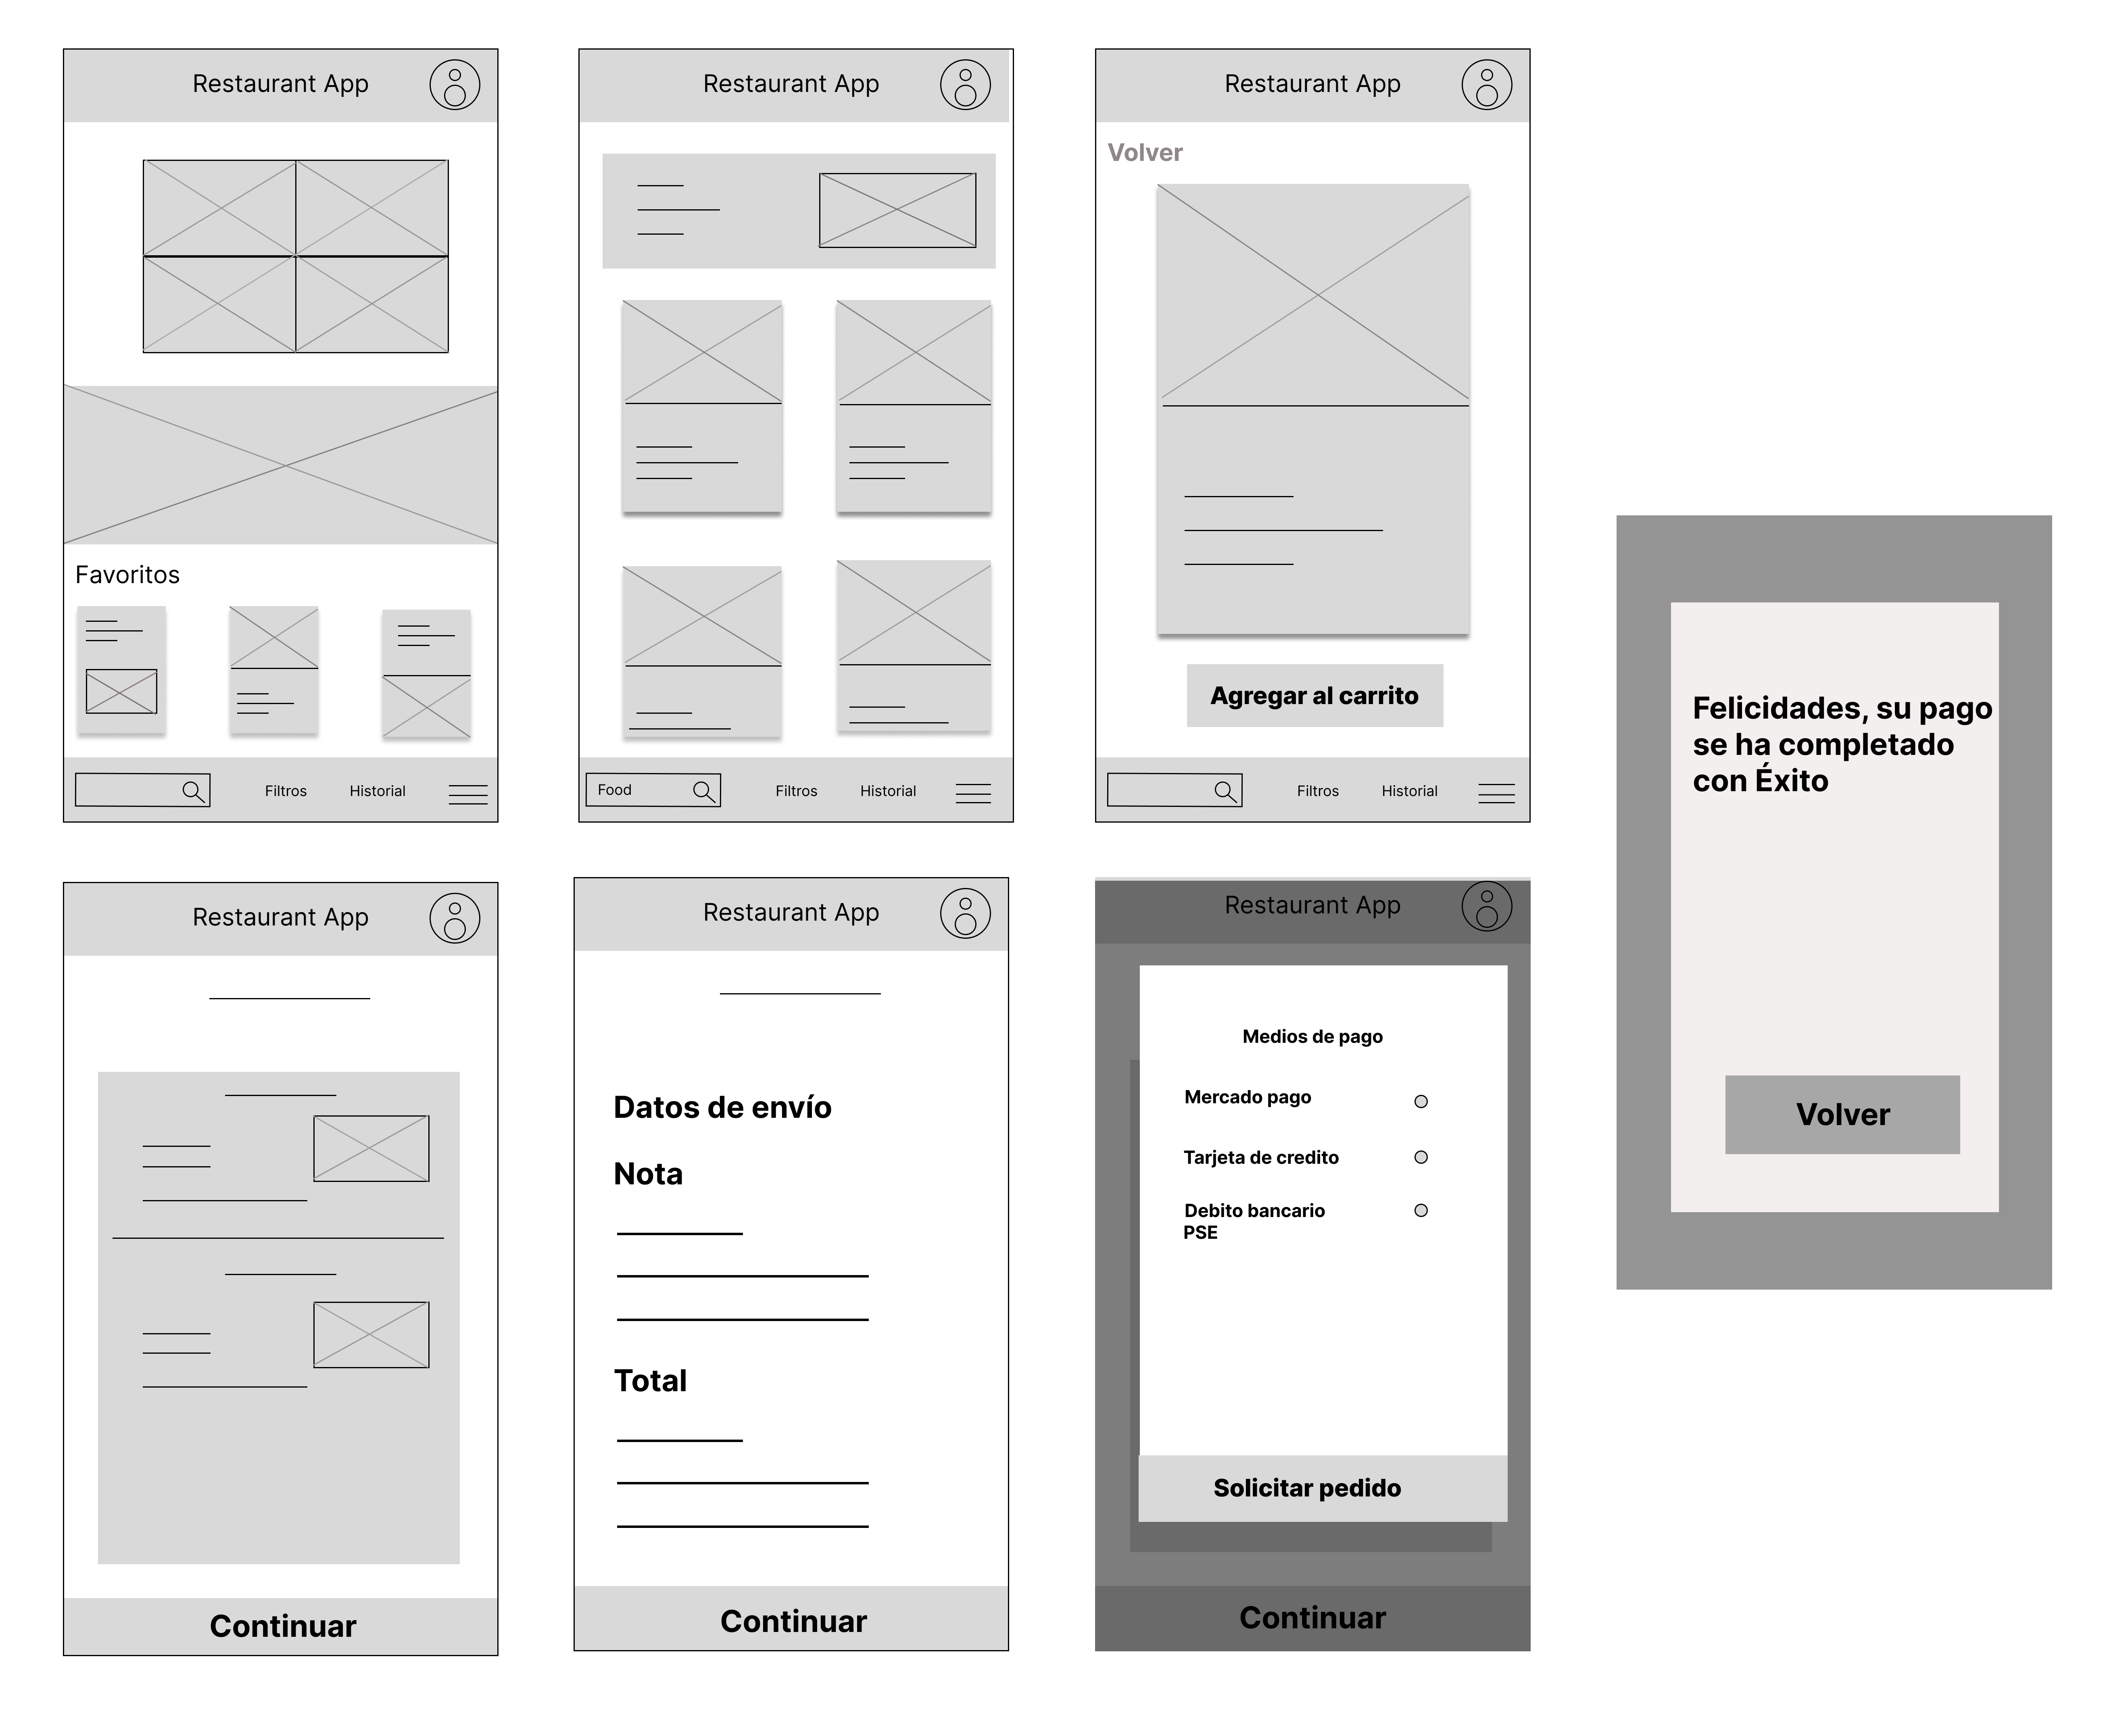 Restaurant App
Favoritos
Filtros
Historial
Restaurant App
Food
Filtros
Historial
Restaurant App
Volver
Agregar al carrito
Filtros
Historial
Restaurant App
Continuar
Restaurant App
Datos de envío
Nota
Total
Continuar
Restaurant App
Medios de pago
Mercado pago
Tarjeta de credito
Debito bancario
PSE
Solicitar pedido
Continuar
Felicidades, su pago
se ha completado
con Éxito
Volver